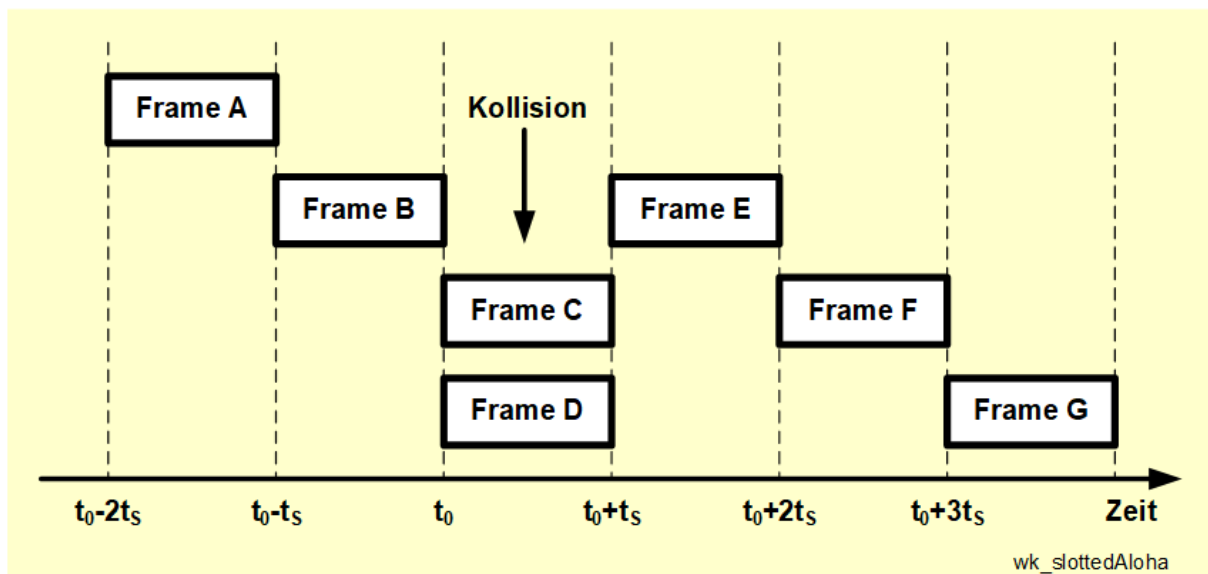 Frame A
Kollision
Frame B
Frame E
Frame C
Frame F
Frame D
Frame G
t₀-2tₛ
t₀-tₛ
t₀
t₀+tₛ
t₀+2tₛ
t₀+3tₛ
Zeit
wk_slottedAloha